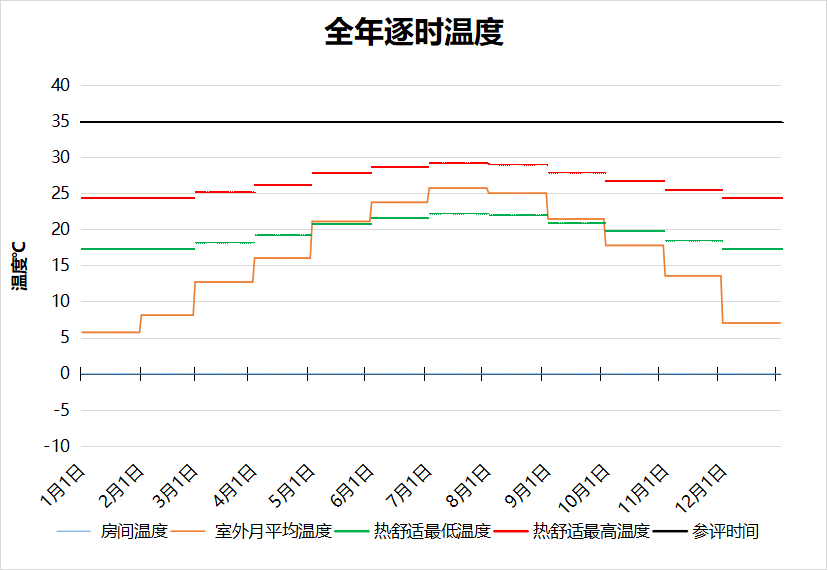 全年逐时温度
40
35
30
25
20
15
10
5
0
-5
-10
温度℃
1月1日
2月1日
3月1日
4月1日
5月1日
6月1日
7月1日
8月1日
9月1日
10月1日
11月1日
12月1日
房间温度 室外月平均温度 热舒适最低温度 热舒适最高温度 参评时间